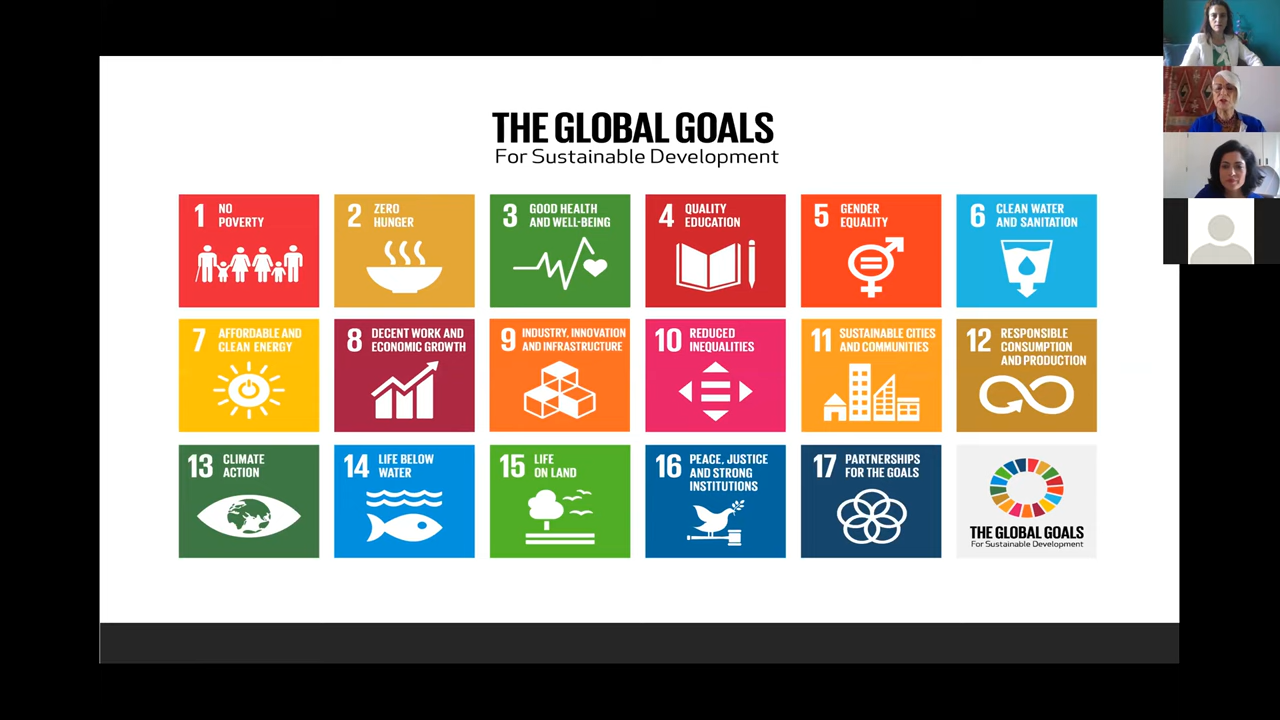 THE GLOBAL GOALS
For Sustainable Development
1 NO
POVERTY
2 ZERO
HUNGER
3 GOOD HEALTH
AND WELL-BEING
4 QUALITY
EDUCATION
5 GENDER
EQUALITY
6 CLEAN WATER
AND SANITATION
7 AFFORDABLE AND
CLEAN ENERGY
8 DECENT WORK AND
ECONOMIC GROWTH
9 INDUSTRY, INNOVATION
AND INFRASTRUCTURE
10 REDUCED
INEQUALITIES
11 SUSTAINABLE CITIES
AND COMMUNITIES
12 RESPONSIBLE
CONSUMPTION
AND PRODUCTION
13 CLIMATE
ACTION
14 LIFE BELOW
WATER
15 LIFE
ON LAND
16 PEACE, JUSTICE
AND STRONG
INSTITUTIONS
17 PARTNERSHIPS
FOR THE GOALS
THE GLOBAL GOALS
For Sustainable Development